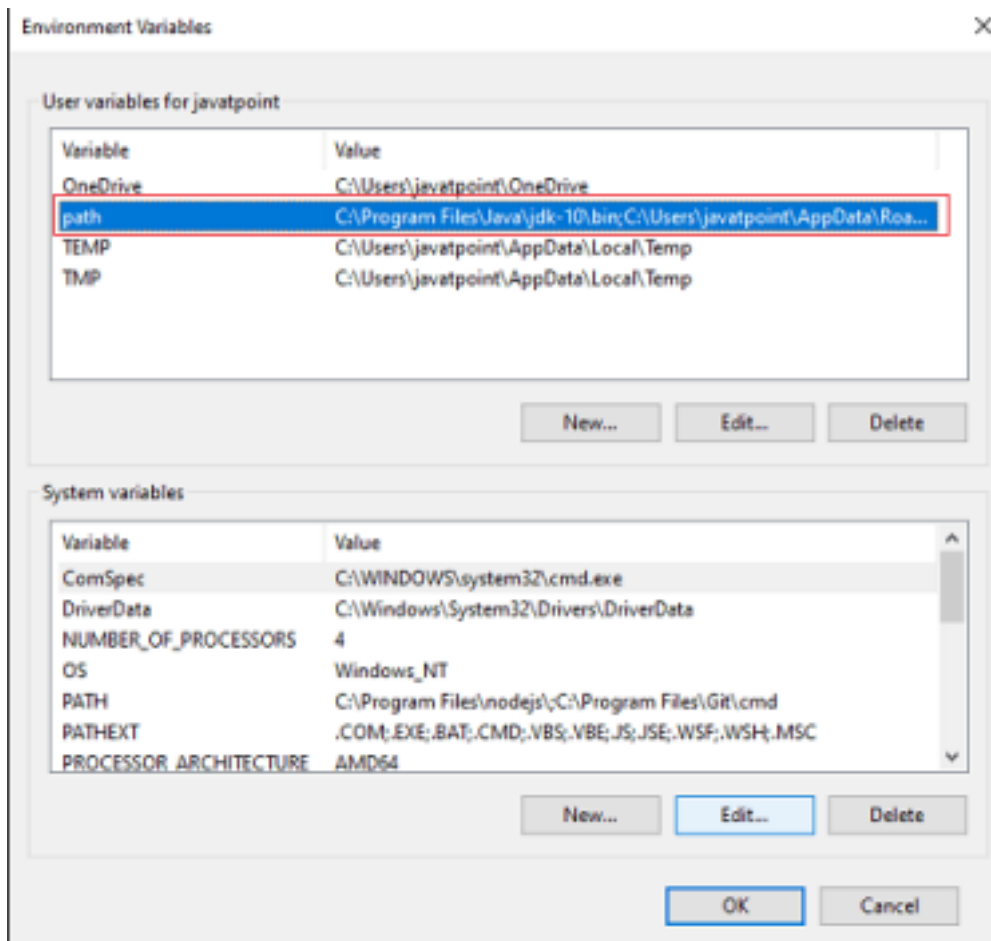 Environment Variables
User variables for javatpoint
Variable Value
OneDrive C:\Users\javatpoint\OneDrive
path C:\Program Files\Java\jdk-10\bin;C:\Users\javatpoint\AppData\Roa...
TEMP C:\Users\javatpoint\AppData\Local\Temp
TMP C:\Users\javatpoint\AppData\Local\Temp
New... Edit... Delete
System variables
Variable Value
ComSpec C:\WINDOWS\system32\cmd.exe
DriverData C:\Windows\System32\Drivers\DriverData
NUMBER_OF_PROCESSORS 4
OS Windows_NT
PATH C:\Program Files\nodejs\;C:\Program Files\Git\cmd
PATHEXT .COM;.EXE;.BAT;.CMD;.VBS;.VBE;.JS;.JSE;.WSF;.WSH;.MSC
PROCESSOR_ARCHITECTURE AMD64
New... Edit... Delete
OK Cancel